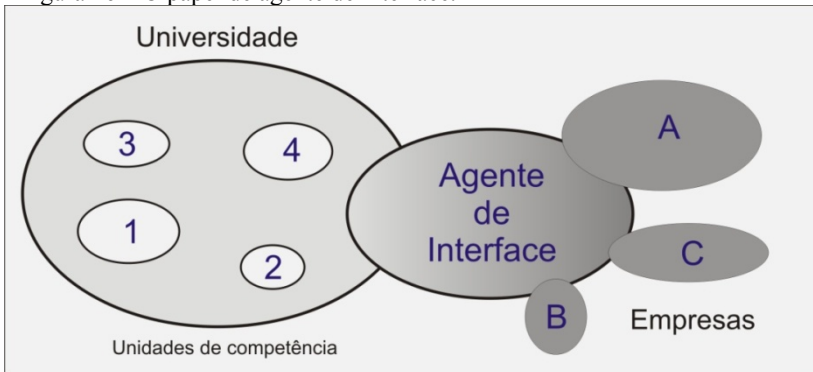 Universidade
3
4
1
2
Unidades de competência
Agente
de
Interface
A
C
B
Empresas